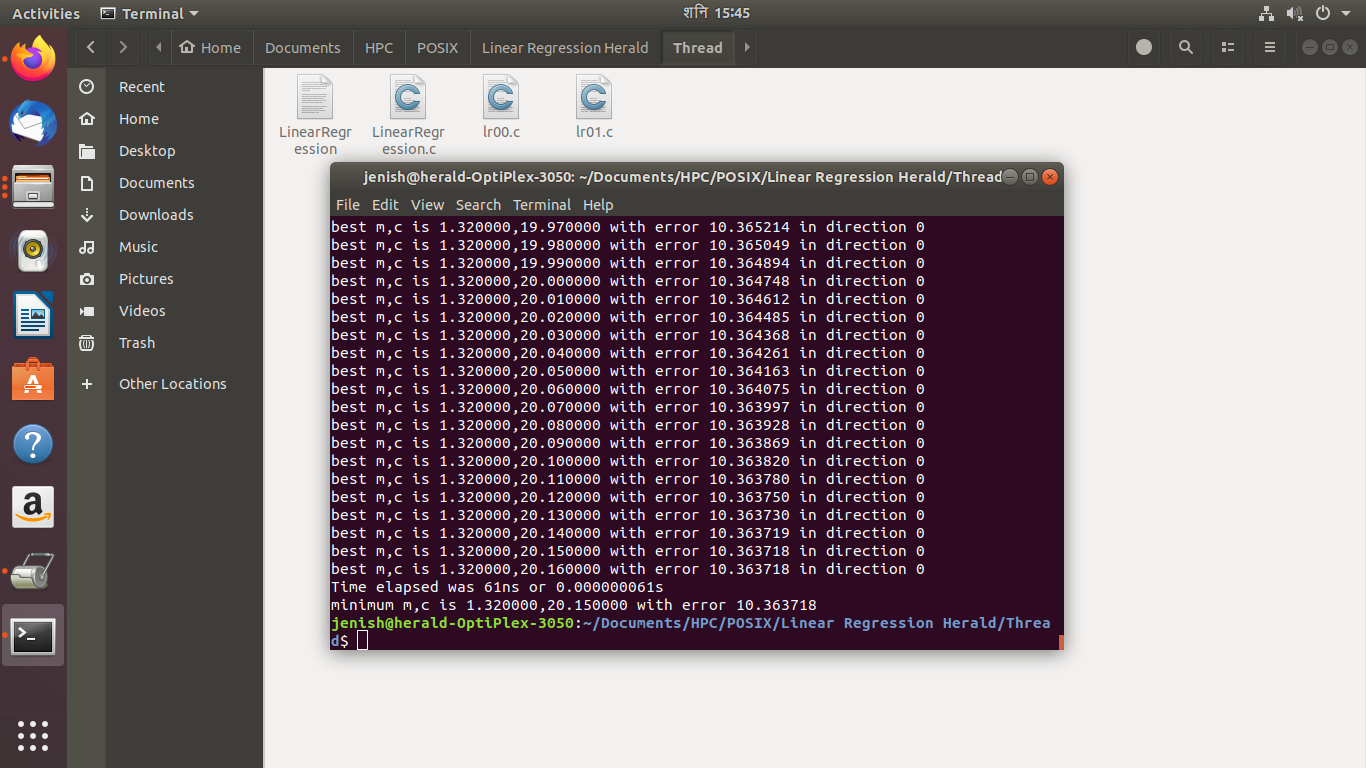 Activities
Terminal
शनि 15:45
Home
Documents
HPC
POSIX
Linear Regression Herald
Thread
Recent
Home
Desktop
Documents
Downloads
Music
Pictures
Videos
Trash
Other Locations
LinearRegr
ession
LinearRegr
ession.c
lr00.c
lr01.c
jenish@herald-OptiPlex-3050: ~/Documents/HPC/POSIX/Linear Regression Herald/Thread
File Edit View Search Terminal Help
best m,c is 1.320000,19.970000 with error 10.365214 in direction 0
best m,c is 1.320000,19.980000 with error 10.365049 in direction 0
best m,c is 1.320000,19.990000 with error 10.364894 in direction 0
best m,c is 1.320000,20.000000 with error 10.364748 in direction 0
best m,c is 1.320000,20.010000 with error 10.364612 in direction 0
best m,c is 1.320000,20.020000 with error 10.364485 in direction 0
best m,c is 1.320000,20.030000 with error 10.364368 in direction 0
best m,c is 1.320000,20.040000 with error 10.364261 in direction 0
best m,c is 1.320000,20.050000 with error 10.364163 in direction 0
best m,c is 1.320000,20.060000 with error 10.364075 in direction 0
best m,c is 1.320000,20.070000 with error 10.363997 in direction 0
best m,c is 1.320000,20.080000 with error 10.363928 in direction 0
best m,c is 1.320000,20.090000 with error 10.363869 in direction 0
best m,c is 1.320000,20.100000 with error 10.363820 in direction 0
best m,c is 1.320000,20.110000 with error 10.363780 in direction 0
best m,c is 1.320000,20.120000 with error 10.363750 in direction 0
best m,c is 1.320000,20.130000 with error 10.363730 in direction 0
best m,c is 1.320000,20.140000 with error 10.363719 in direction 0
best m,c is 1.320000,20.150000 with error 10.363718 in direction 0
best m,c is 1.320000,20.160000 with error 10.363718 in direction 0
Time elapsed was 61ns or 0.000000061s
minimum m,c is 1.320000,20.150000 with error 10.363718
jenish@herald-OptiPlex-3050:~/Documents/HPC/POSIX/Linear Regression Herald/Threa
d$